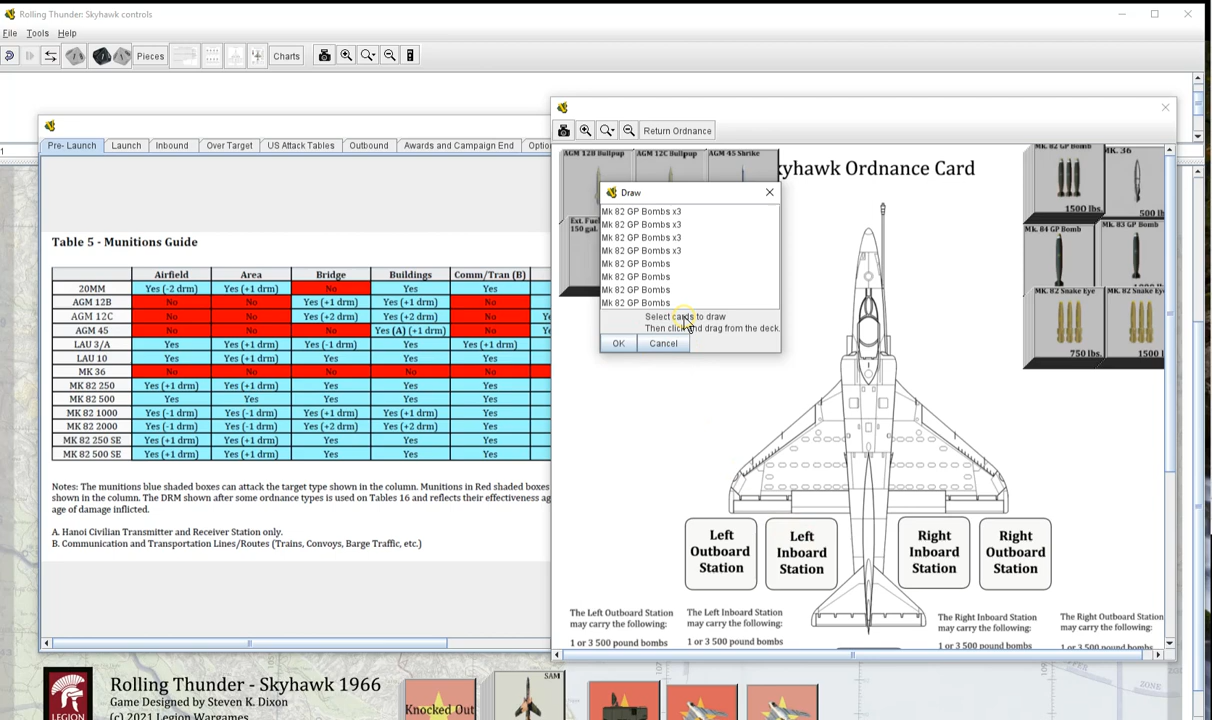 Rolling Thunder: Skyhawk controls
File Tools Help
Pieces Charts
Pre- Launch Launch Inbound Over Target US Attack Tables Outbound Awards and Campaign End Optio
Table 5 - Munitions Guide
Airfield Area Bridge Buildings Comm/Tran (B)
20MM Yes (-2 drm) Yes (+1 drm) No Yes Yes
AGM 12B No No Yes (+1 drm) Yes (+1 drm) No
AGM 12C No No Yes (+2 drm) Yes (+2 drm) No Ye
AGM 45 No No No Yes (A) (+1 drm) No Ye
LAU 3/A Yes Yes (+1 drm) Yes (-1 drm) Yes Yes (+1 drm)
LAU 10 Yes Yes (+1 drm) Yes Yes Yes
MK 36 No No No No No
MK 82 250 Yes (+1 drm) Yes (+1 drm) Yes Yes Yes
MK 82 500 Yes Yes Yes (+1 drm) Yes (+1 drm) Yes
MK 82 1000 Yes (-1 drm) Yes (-1 drm) Yes (+1 drm) Yes (+1 drm) Yes
MK 82 2000 Yes (-1 drm) Yes (-1 drm) Yes (+2 drm) Yes (+2 drm) Yes
MK 82 250 SE Yes (+1 drm) Yes (+1 drm) Yes Yes Yes
MK 82 500 SE Yes (+1 drm) Yes (+1 drm) Yes Yes Yes
Notes: The munitions blue shaded boxes can attack the target type shown in the column. Munitions in Red shaded boxes
shown in the column. The DRM shown after some ordnance types is used on Tables 16 and reflects their effectiveness ag
age of damage inflicted.
A. Hanoi Civilian Transmitter and Receiver Station only.
B. Communication and Transportation Lines/Routes (Trains, Convoys, Barge Traffic, etc.)
Return Ordnance
AGM 12B Bullpup AGM 12C Bullpup AGM 45 Shrike
kyhawk Ordnance Card
Ext. Fuel
150 gal.
Draw
Mk 82 GP Bombs x3
Mk 82 GP Bombs x3
Mk 82 GP Bombs x3
Mk 82 GP Bombs x3
Mk 82 GP Bombs
Mk 82 GP Bombs
Mk 82 GP Bombs
Mk 82 GP Bombs
Select cards to draw
Then click and drag from the deck.
OK Cancel
MK. 82 GP Bomb
1500 lbs.
MK. 36
500 lb
MK. 84 GP Bomb
MK. 83 GP Bomb
MK. 82 Snake Eye
750 lbs.
MK. 82 Snake Eye
1500 l
Left
Outboard
Station
Left
Inboard
Station
Right
Inboard
Station
Right
Outboard
Station
The Left Outboard Station
may carry the following:
1 or 3 500 pound bombs
The Left Inboard Station
may carry the following:
1 or 3 500 pound bombs
The Right Inboard Station
may carry the following:
1 or 3 500 pound bombs
The Right Outboard Station
may carry the following:
1 or 3 500 pound bombs
LEGION
Rolling Thunder - Skyhawk 1966
Game Designed by Steven K. Dixon
(c) 2021 Legion Wargames
Knocked Out
SAM
ZONE